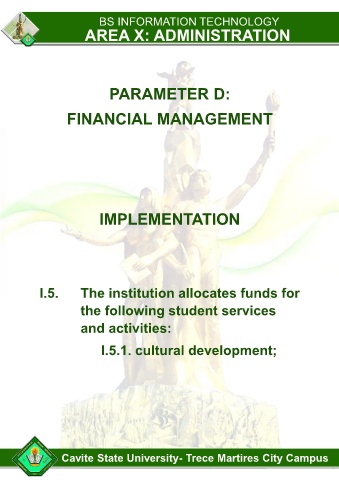 BS INFORMATION TECHNOLOGY
AREA X: ADMINISTRATION
PARAMETER D:
FINANCIAL MANAGEMENT
IMPLEMENTATION
I.5. The institution allocates funds for
the following student services
and activities:
I.5.1. cultural development;
Cavite State University- Trece Martires City Campus